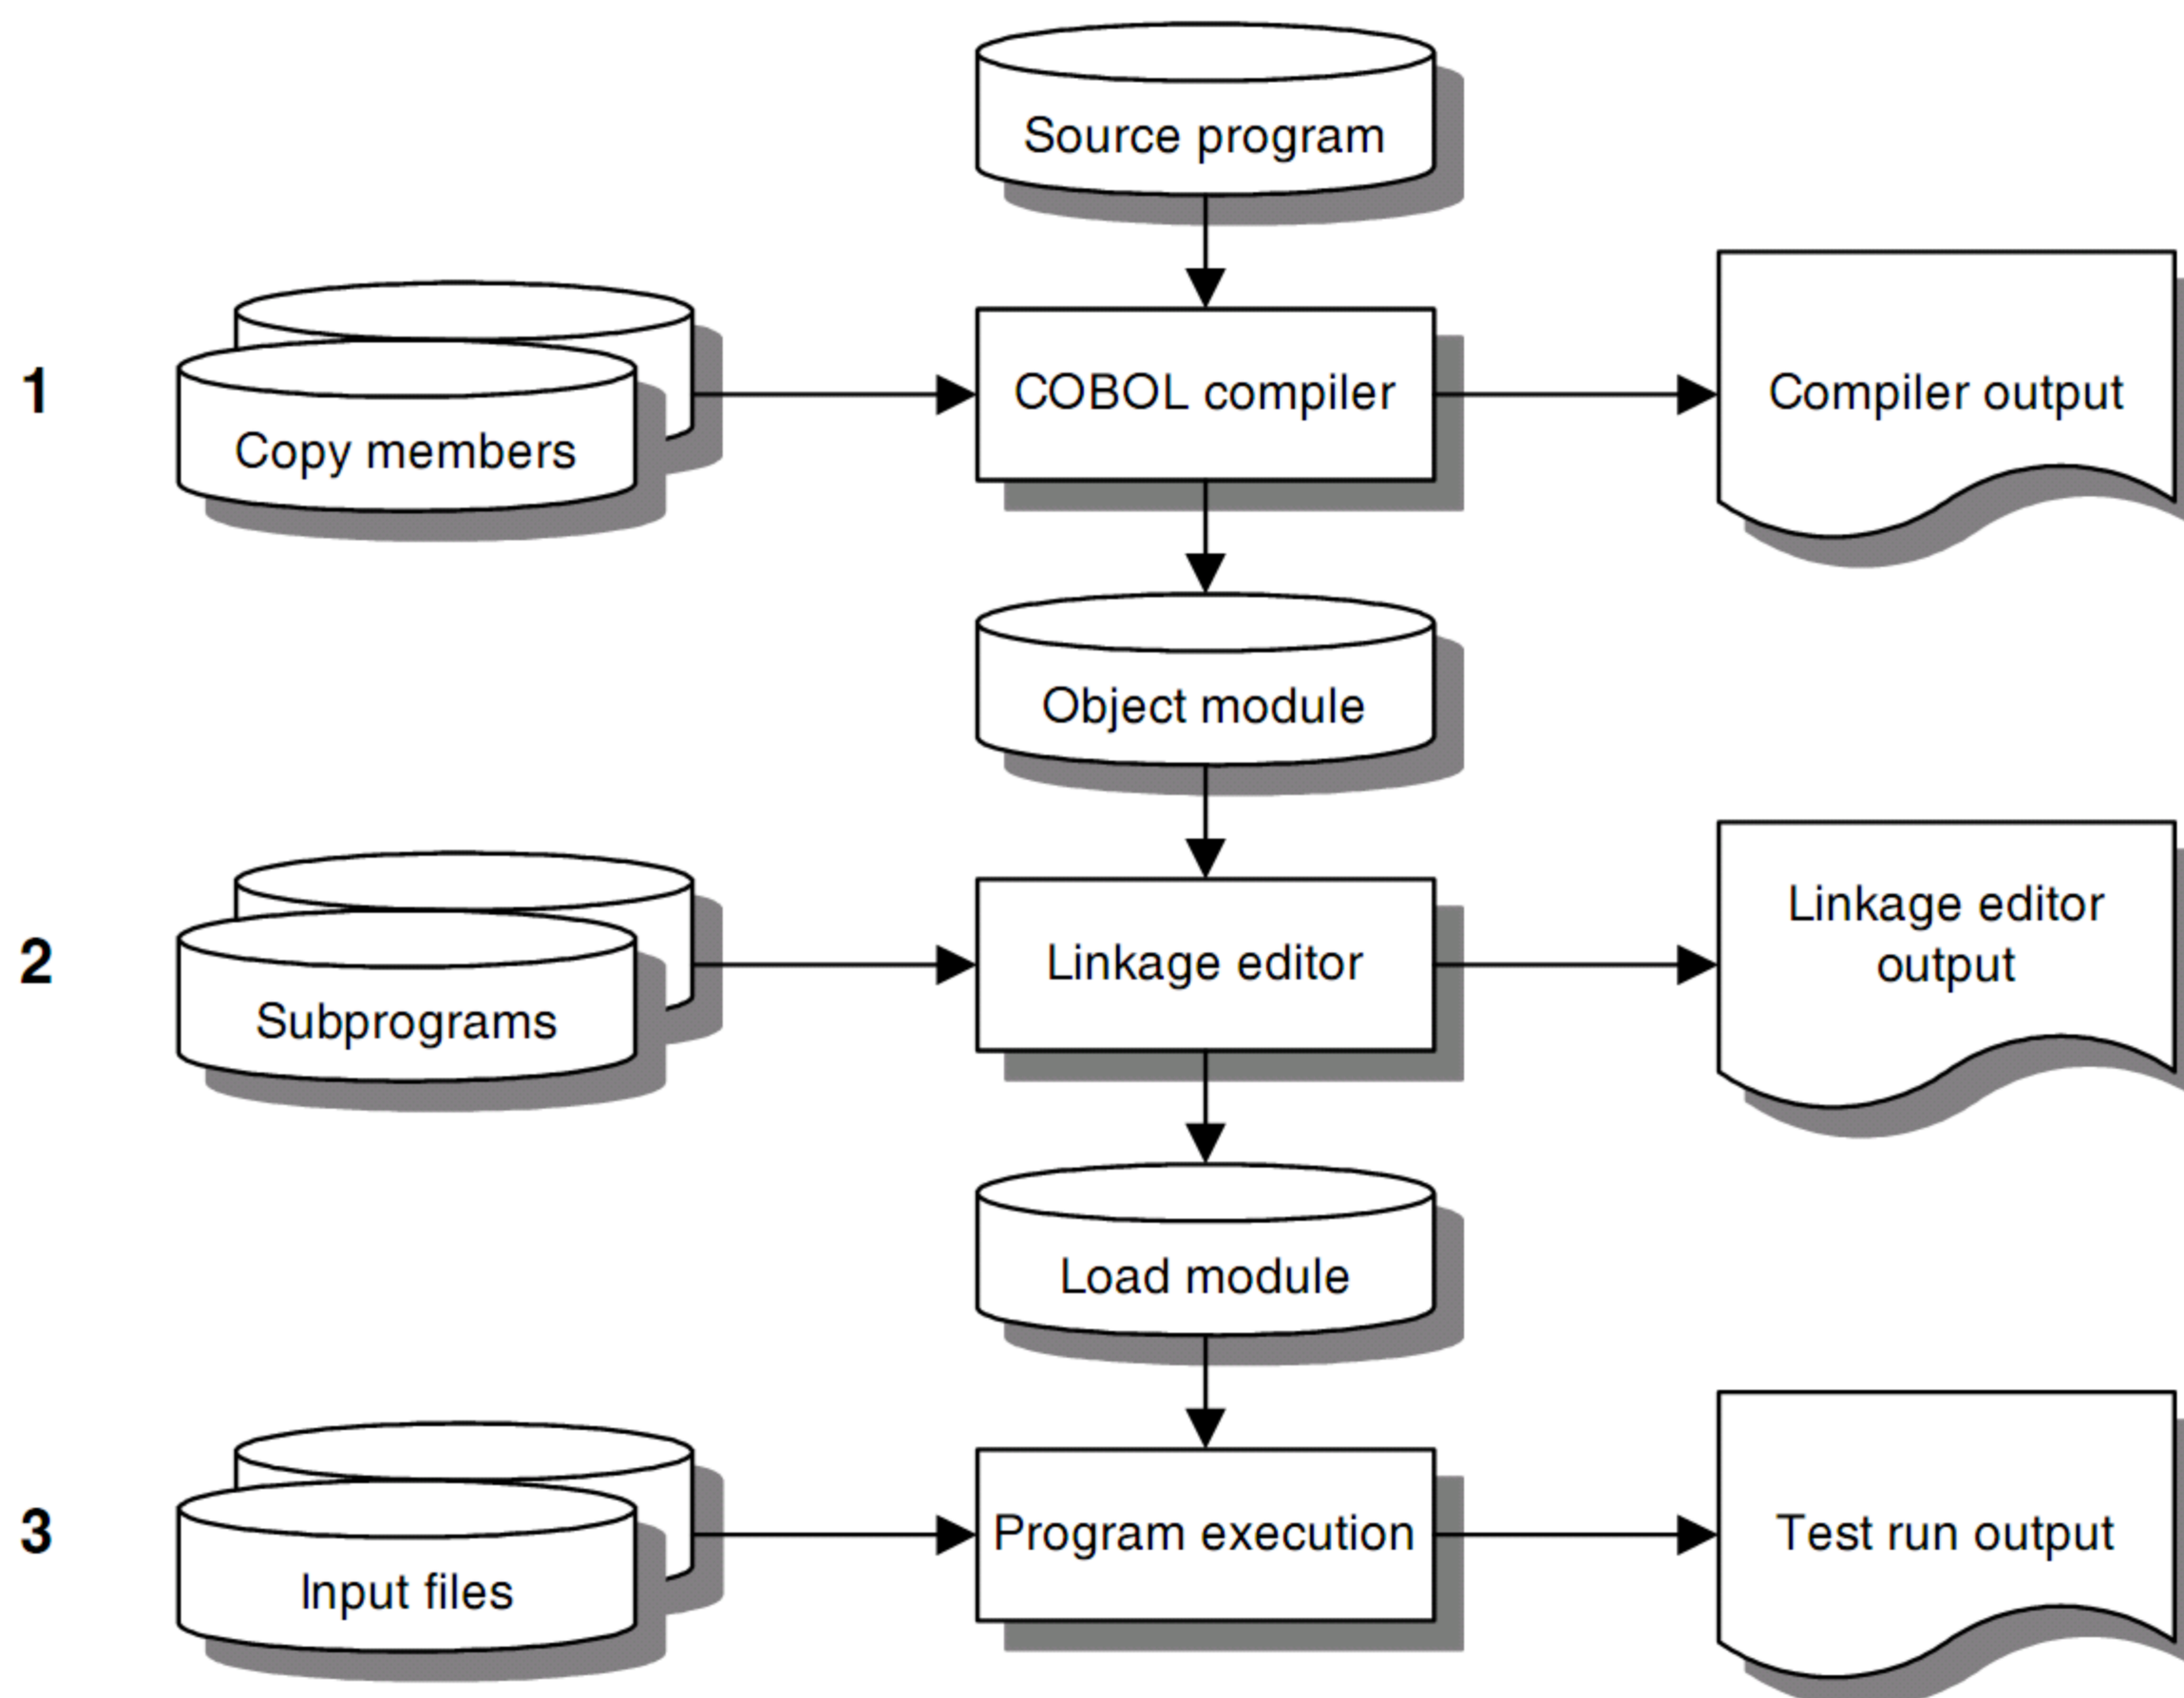 Source program
1
Copy members
COBOL compiler
Compiler output
Object module
2
Subprograms
Linkage editor
Linkage editor
output
Load module
3
Input files
Program execution
Test run output